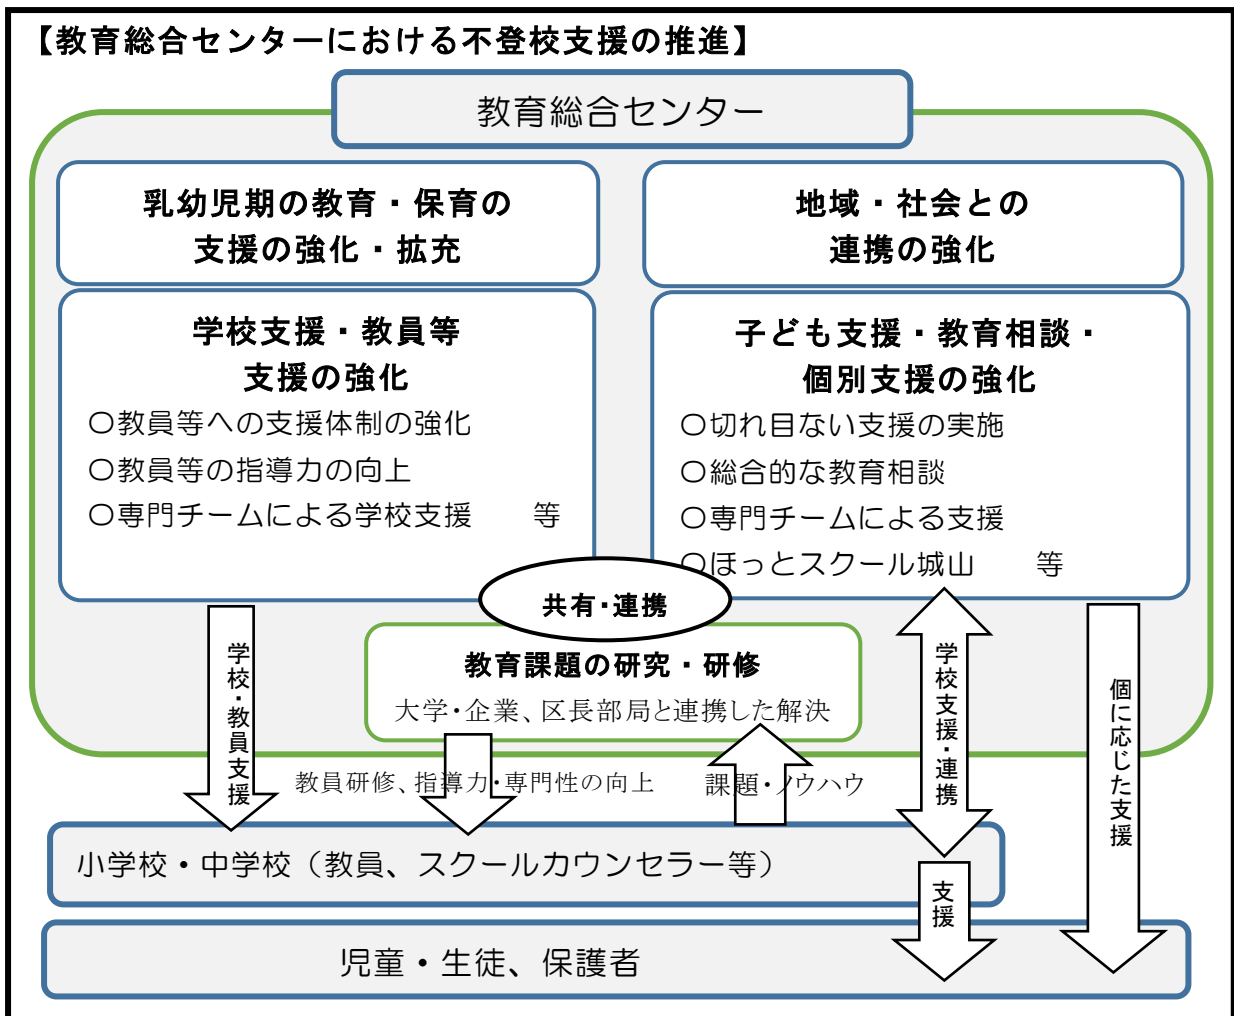 【教育総合センターにおける不登校支援の推進】
教育総合センター
乳幼児期の教育・保育の
支援の強化・拡充
地域・社会との
連携の強化
学校支援・教員等
支援の強化
〇教員等への支援体制の強化
〇教員等の指導力の向上
〇専門チームによる学校支援　　等
子ども支援・教育相談・
個別支援の強化
〇切れ目ない支援の実施
〇総合的な教育相談
〇専門チームによる支援
〇ほっとスクール城山　　等
共有・連携
教育課題の研究・研修
大学・企業、区長部局と連携した解決
学校・教員支援
教員研修、指導力・専門性の向上
課題・ノウハウ
学校支援・連携
個に応じた支援
小学校・中学校（教員、スクールカウンセラー等）
支援
児童・生徒、保護者